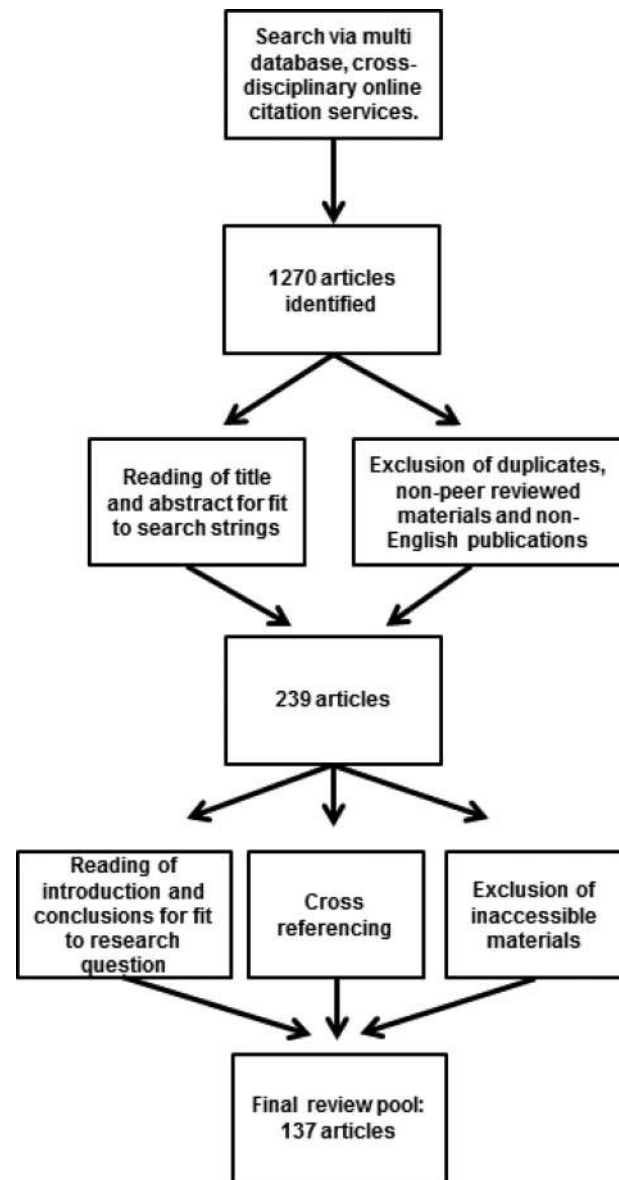 Search via multi
database, cross-
disciplinary online
citation services.
1270 articles
identified
Reading of title
and abstract for fit
to search strings
Exclusion of duplicates,
non-peer reviewed
materials and non-
English publications
239 articles
Reading of
introduction and
conclusions for fit
to research
question
Cross
referencing
Exclusion of
inaccessible
materials
Final review pool:
137 articles